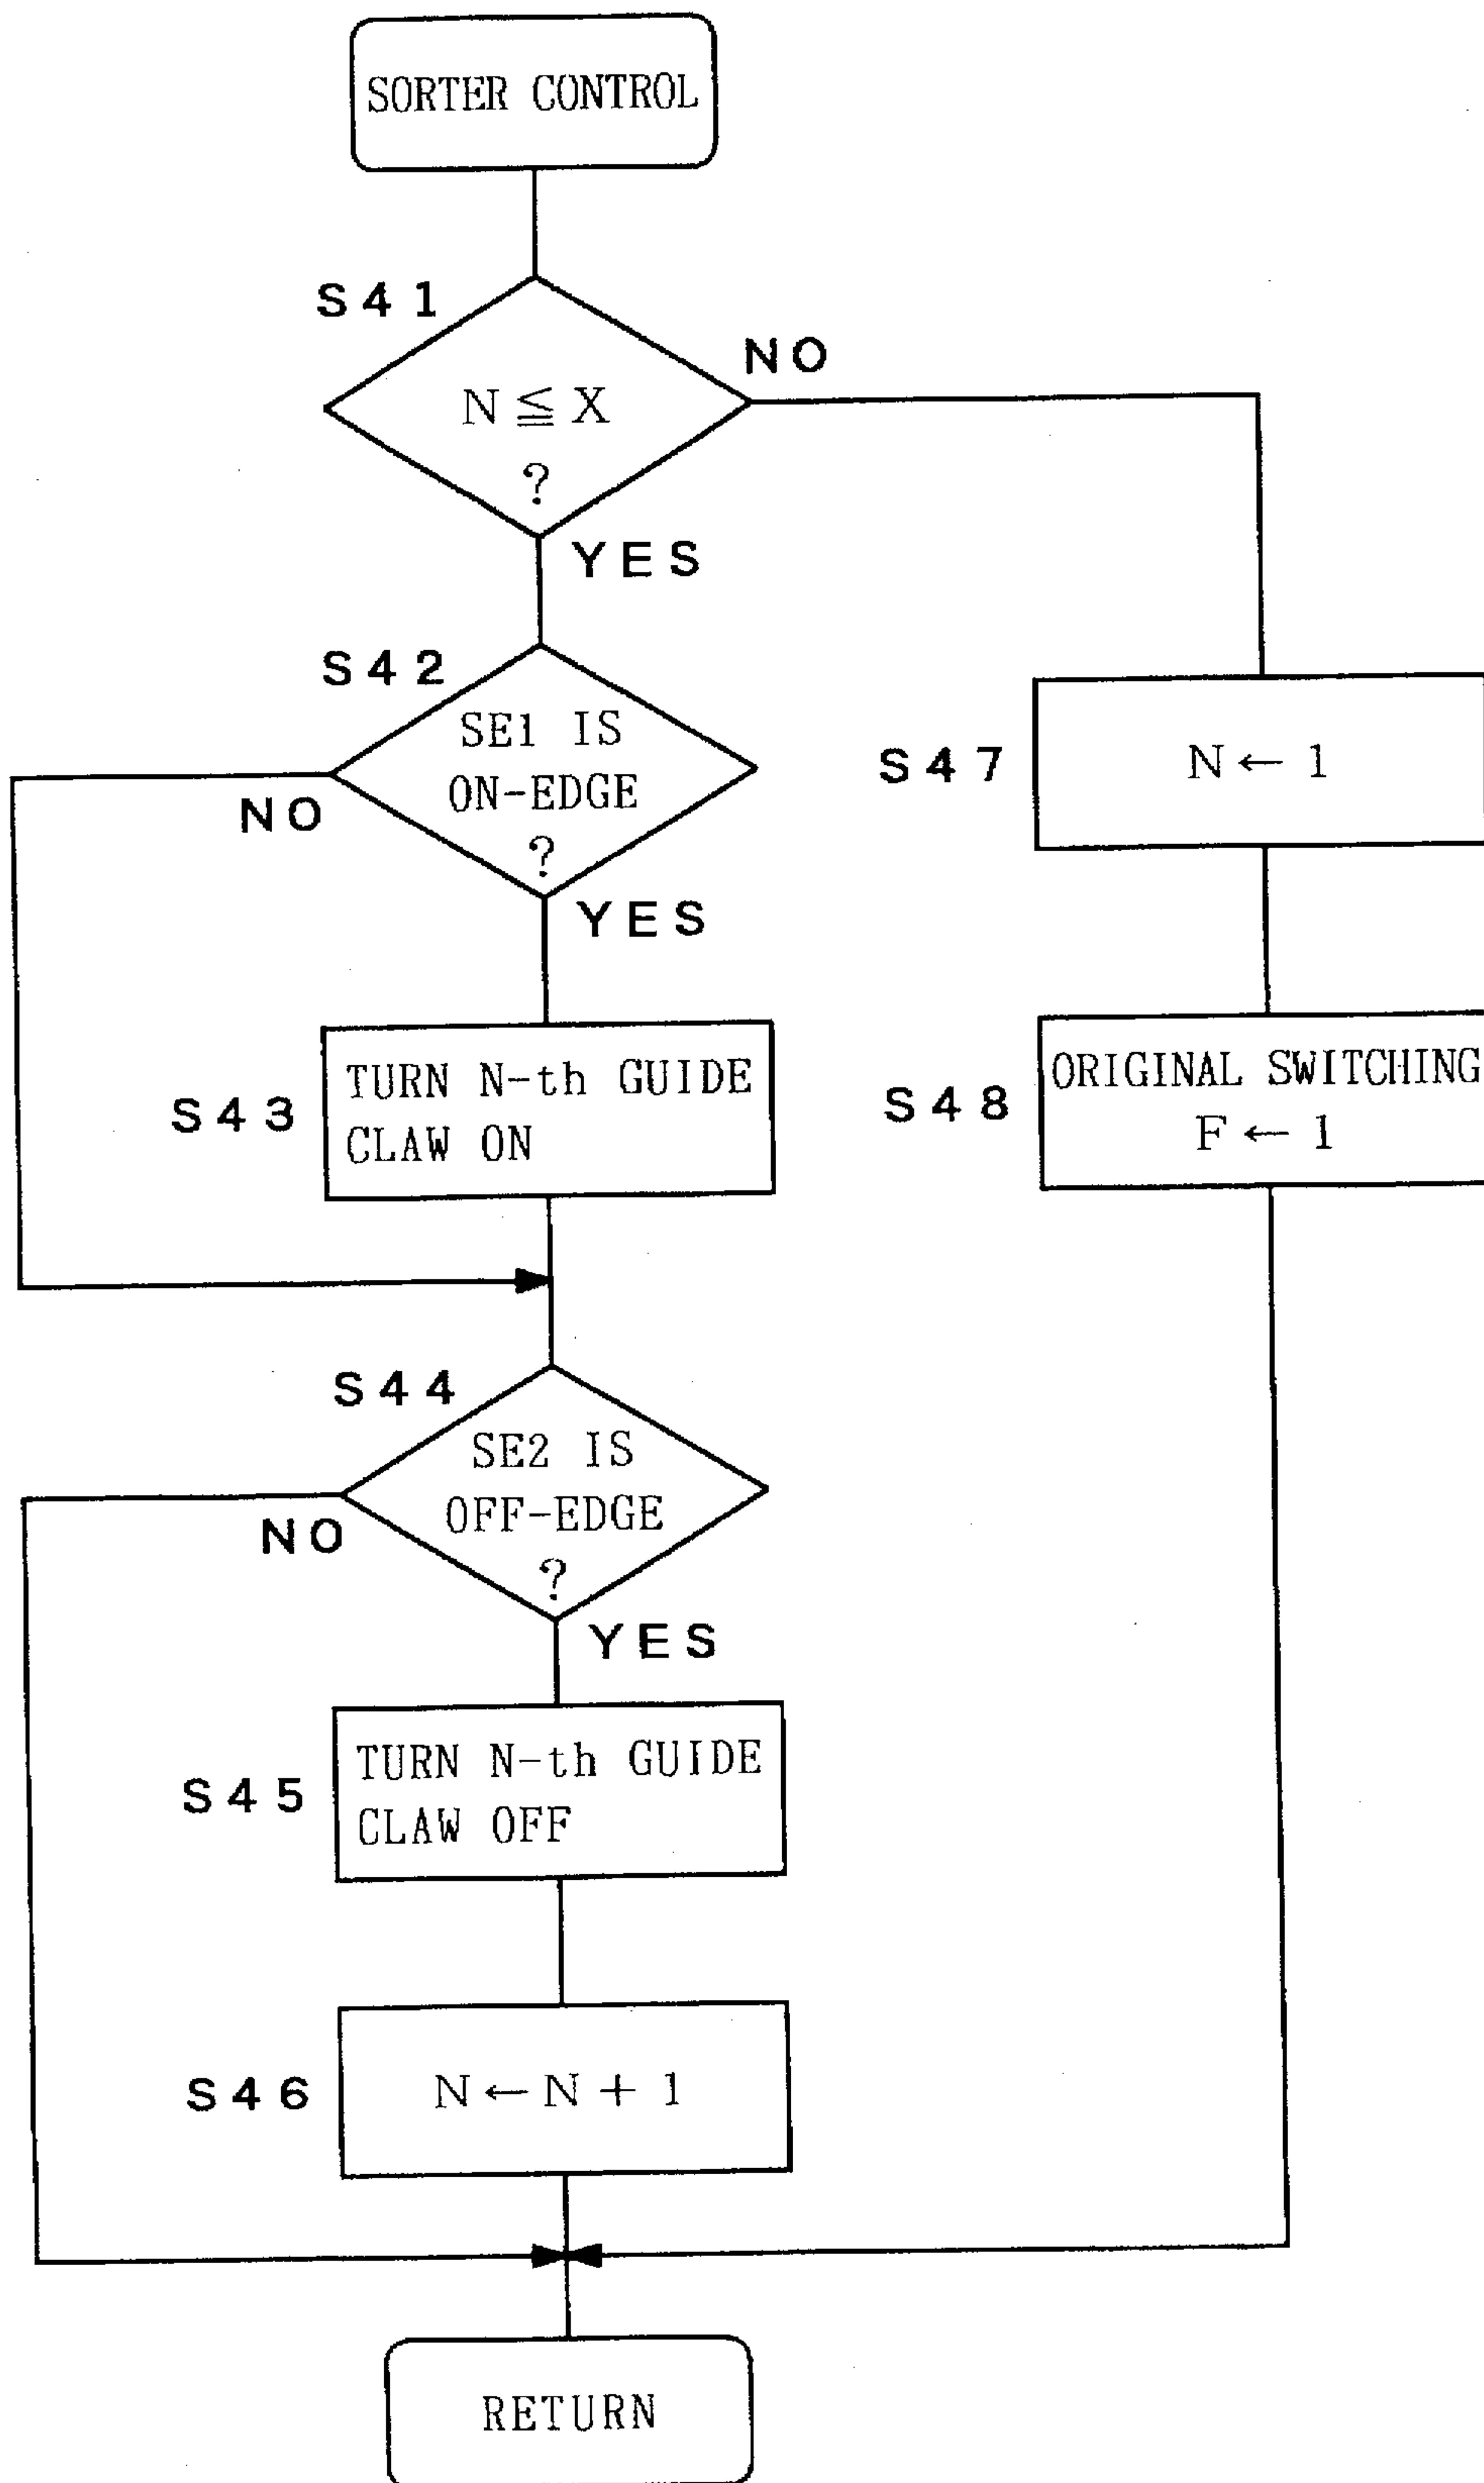 SORTER CONTROL
S41
NO
N ≦ X
?
YES
S42
SE1 IS
ON-EDGE
?
NO
YES
S47
N ← 1
S43
TURN N-th GUIDE
CLAW ON
S48
ORIGINAL SWITCHING
F ← 1
S44
SE2 IS
OFF-EDGE
?
NO
YES
S45
TURN N-th GUIDE
CLAW OFF
S46
N ← N + 1
RETURN